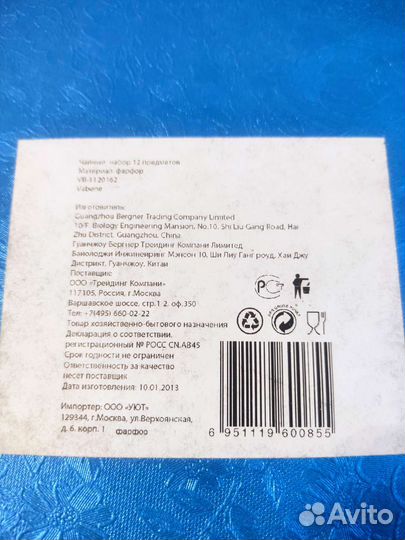 Чайный набор 12 предметов
Материал: фарфор
VB-1120162
Vabene
Изготовитель:
Guangzhou Bergner Trading Company Limited
10/F. Biology Engineering Mansion, No.10, Shi Liu Gang Road, Hai
Zhu District, Guangzhou, China.
Гуанчжоу Бергнер Трейдинг Компани Лимитед
Байолоджи Инжиниринг Мэнсон 10, Ши Лиу Ганг роуд, Хаи Джу
Дистрикт, Гуанчжоу, Китаи
Поставщик:
ООО «Треидинг Компани»
117105, Россия, г.Москва
Варшавское шоссе, стр.1 2 оф.350
Тел: +7(495) 660-02-22
Товар хозяйственно-бытового назначения
Декларация о соответствии,
регистрационный № РОСС CN.AB45
Срок годности не ограничен
Ответственность за качество
несет поставщик
Дата изготовления: 10.01.2013
Импортер: ООО «УЮТ»
129344, г.Москва, ул.Верхоянская,
д. 6. корп. 1 фарфор
6 951119 600855
Avito